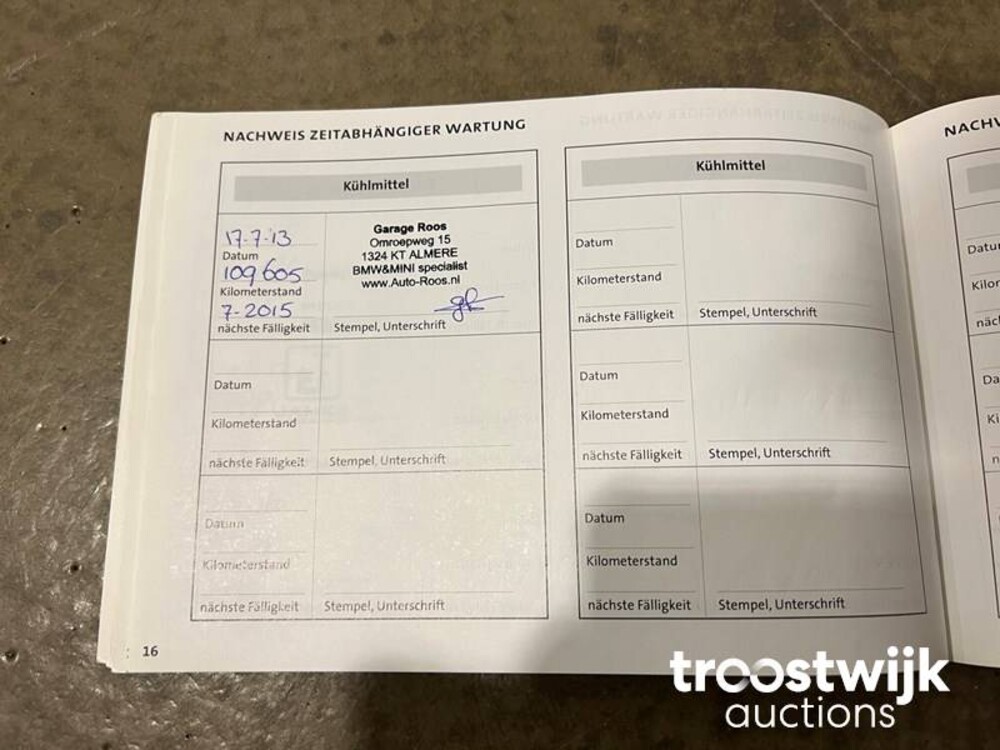 NACHWEIS ZEITABHÄNGIGER WARTUNG
Kühlmittel
17-7-13
Datum
109605
Kilometerstand
7-2015
nächste Fälligkeit
Garage Roos
Omroepweg 15
1324 KT ALMERE
BMW&MINI specialist
www.Auto-Roos.nl
Stempel, Unterschrift
Datum
Kilometerstand
nächste Fälligkeit
Stempel, Unterschrift
Datum
Kilometerstand
nächste Fälligkeit
Stempel, Unterschrift
16
Kühlmittel
Datum
Kilometerstand
nächste Fälligkeit
Stempel, Unterschrift
Datum
Kilometerstand
nächste Fälligkeit
Stempel, Unterschrift
Datum
Kilometerstand
nächste Fälligkeit
Stempel, Unterschrift
troostwijk
auctions